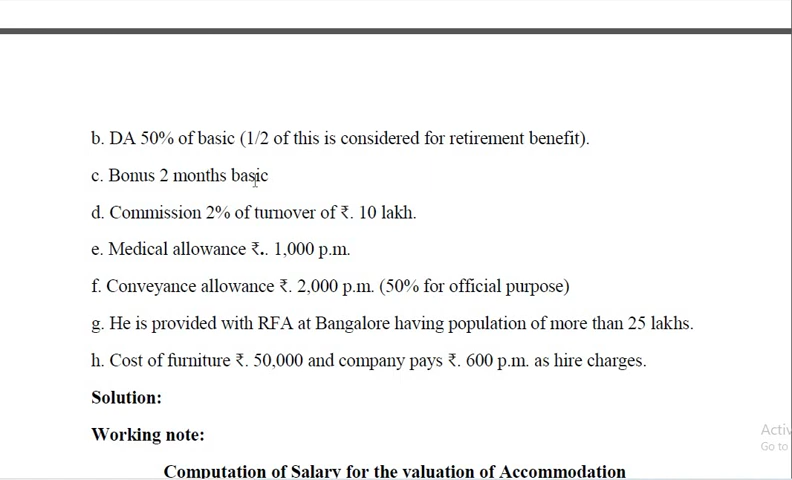 b. DA 50% of basic (1/2 of this is considered for retirement benefit).
c. Bonus 2 months basic
d. Commission 2% of turnover of ₹. 10 lakh.
e. Medical allowance ₹.. 1,000 p.m.
f. Conveyance allowance ₹. 2,000 p.m. (50% for official purpose)
g. He is provided with RFA at Bangalore having population of more than 25 lakhs.
h. Cost of furniture ₹. 50,000 and company pays ₹. 600 p.m. as hire charges.
Solution:
Activ
Working note:
Go to
Computation of Salary for the valuation of Accommodation